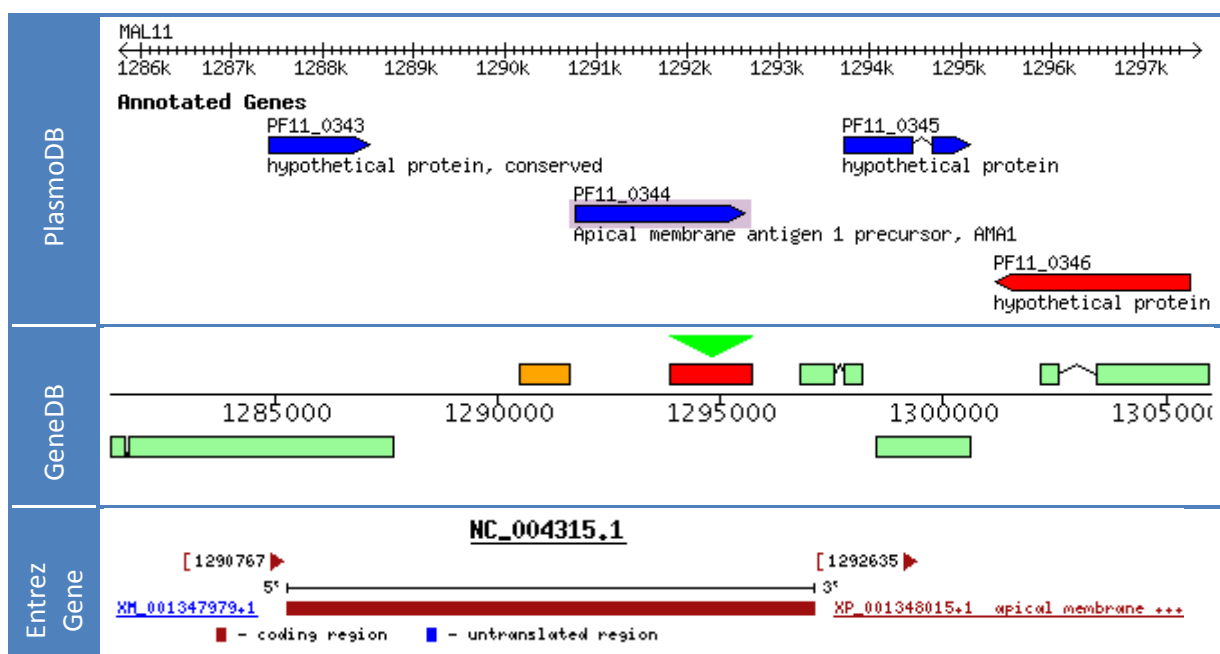 PlasmoDB
MAL11
1286k 1287k 1288k 1289k 1290k 1291k 1292k 1293k 1294k 1295k 1296k 1297k
Annotated Genes
PF11_0343 PF11_0345
hypothetical protein, conserved hypothetical protein
PF11_0344
Apical membrane antigen 1 precursor, AMA1
PF11_0346
hypothetical protein
GeneDB
1285000 1290000 1295000 1300000 130500
Entrez Gene
NC_004315.1
[1290767 [1292635
5' 3'
XM_001347979.1 XP_001348015.1 apical membrane ...
- coding region - untranslated region